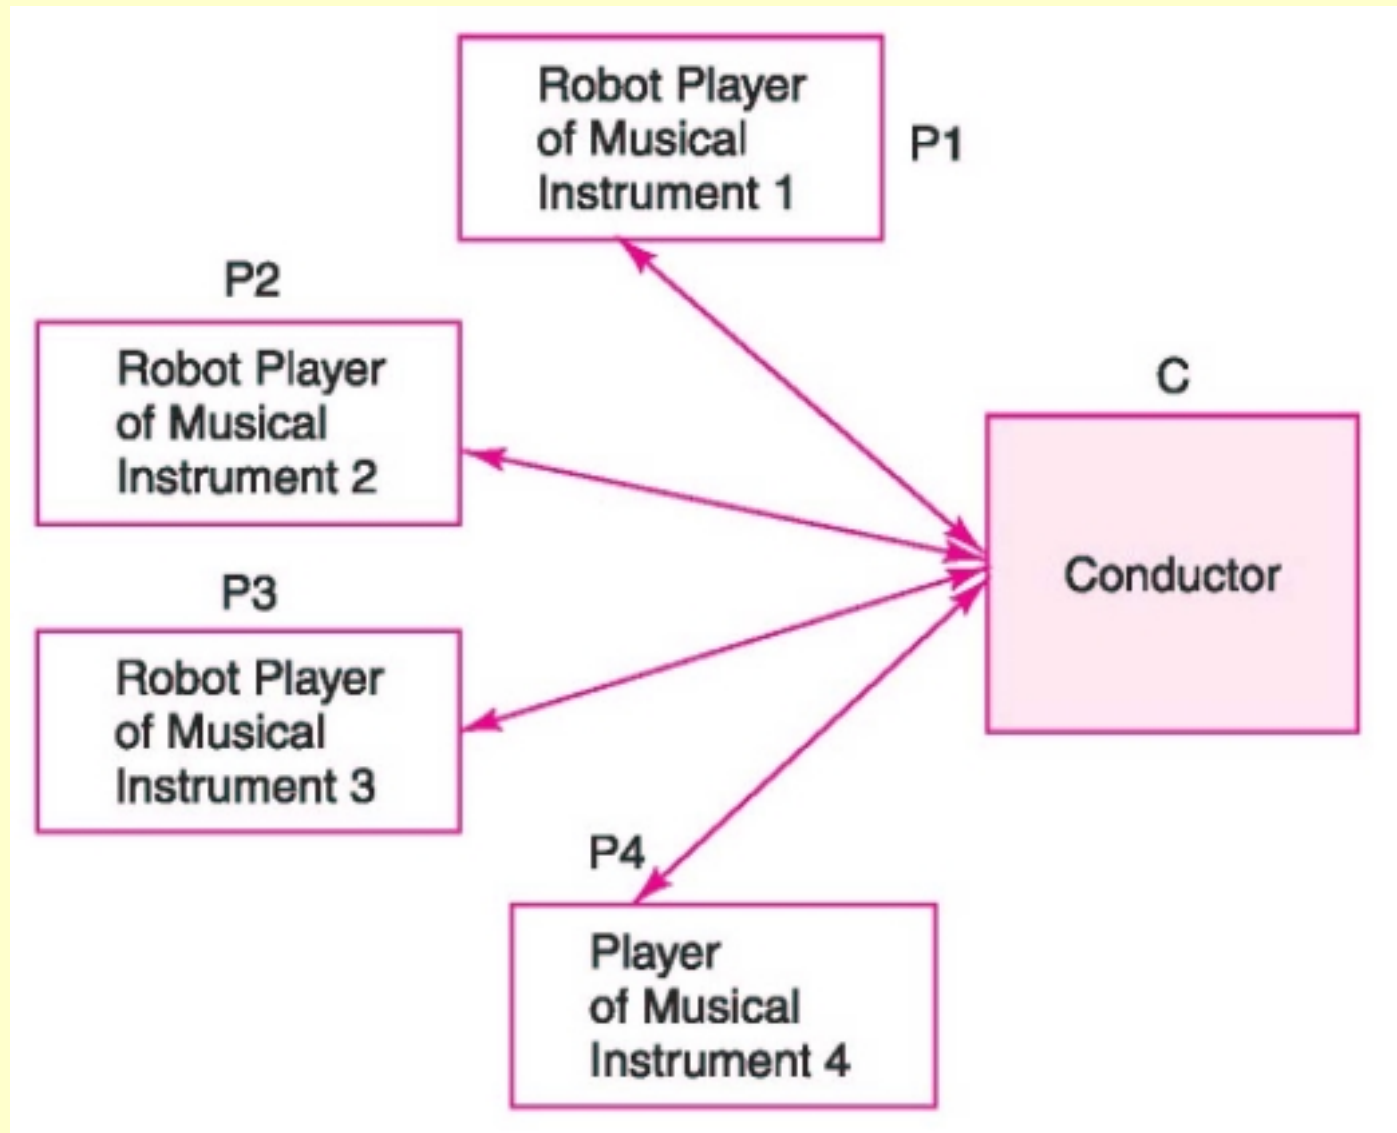 Robot Player
of Musical
Instrument 1
P1
P2
Robot Player
of Musical
Instrument 2
C
Conductor
P3
Robot Player
of Musical
Instrument 3
P4
Player
of Musical
Instrument 4